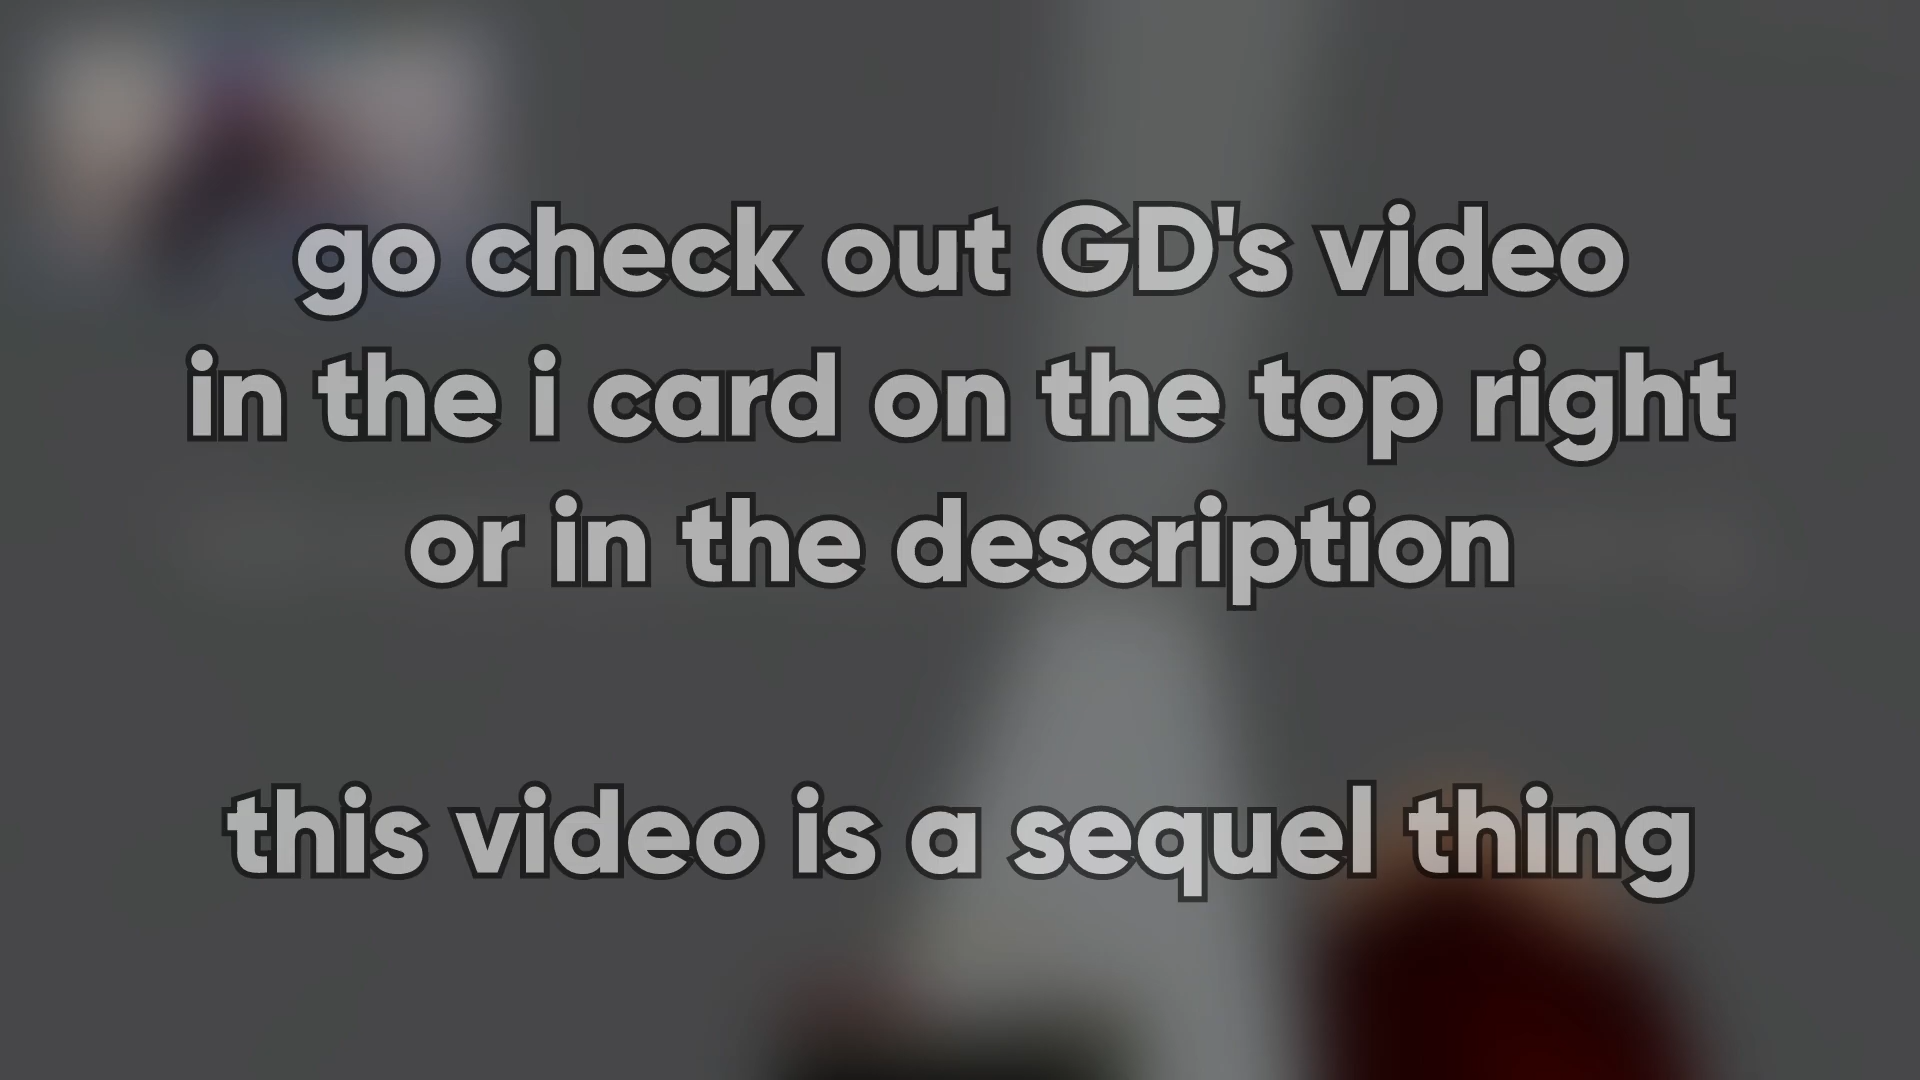 go check out GD's video
in the i card on the top right
or in the description
this video is a sequel thing